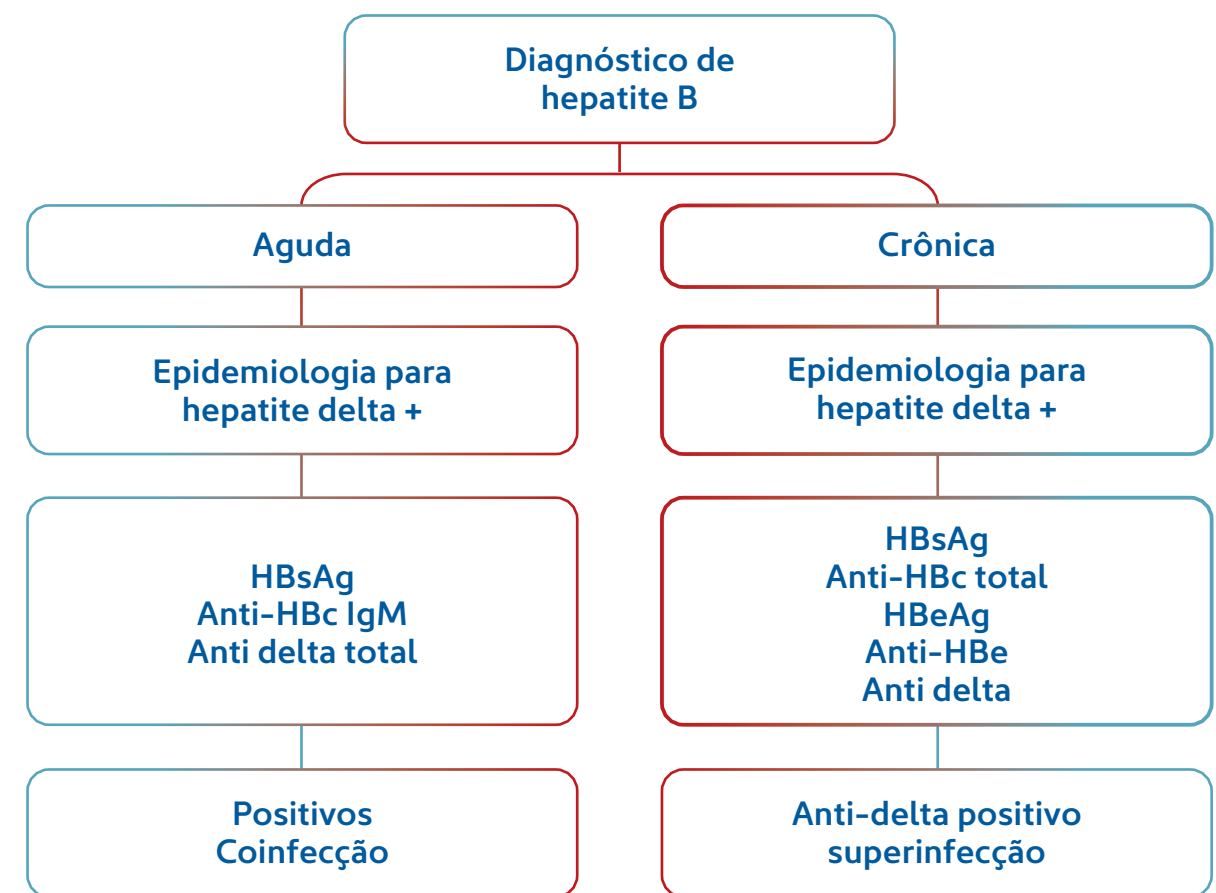 Diagnóstico de
hepatite B
Aguda
Crônica
Epidemiologia para
hepatite delta +
Epidemiologia para
hepatite delta +
HBsAg
Anti-HBc IgM
Anti delta total
HBsAg
Anti-HBc total
HBeAg
Anti-HBe
Anti delta
Positivos
Coinfecção
Anti-delta positivo
superinfecção